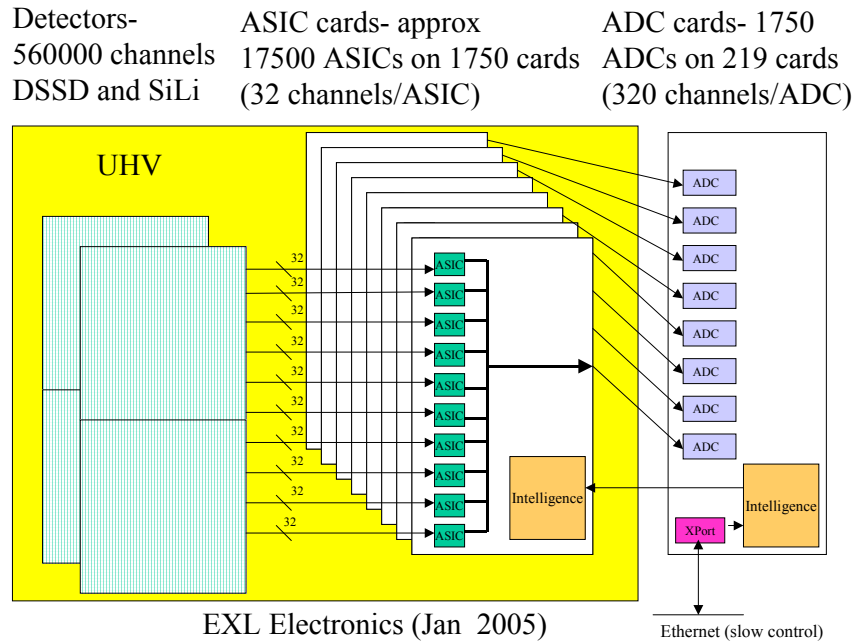 Detectors-
560000 channels
DSSD and SiLi
ASIC cards- approx
17500 ASICs on 1750 cards
(32 channels/ASIC)
ADC cards- 1750
ADCs on 219 cards
(320 channels/ADC)
UHV
32
32
32
32
32
32
32
32
32
32
ASIC
ASIC
ASIC
ASIC
ASIC
ASIC
ASIC
ASIC
ASIC
ASIC
Intelligence
ADC
ADC
ADC
ADC
ADC
ADC
ADC
ADC
Intelligence
XPort
EXL Electronics (Jan 2005)
Ethernet (slow control)